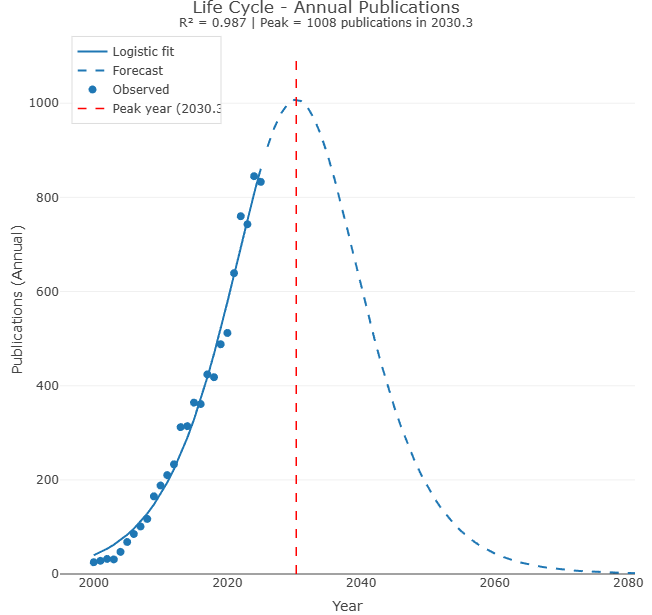 Life Cycle - Annual Publications
R² = 0.987 | Peak = 1008 publications in 2030.3
Logistic fit
Forecast
Observed
Peak year (2030.3
1000
800
600
400
200
0
Publications (Annual)
2000
2020
2040
2060
2080
Year